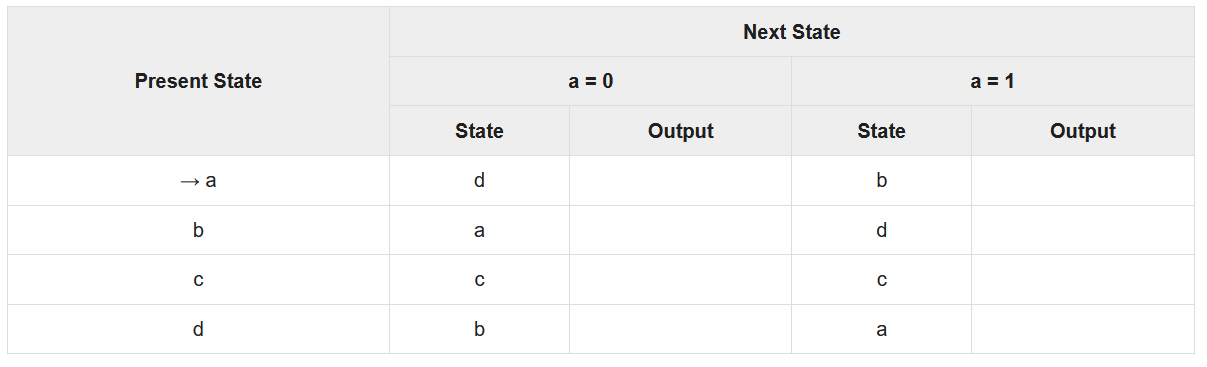 Next State
Present State
a = 0 a = 1
State Output State Output
→ a d b
b a d
c c c
d b a